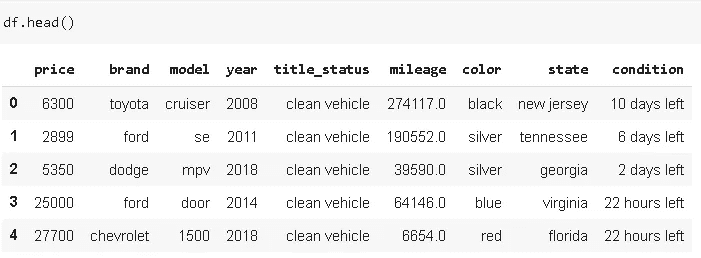 df.head()
price brand model year title_status mileage color state condition
0 6300 toyota cruiser 2008 clean vehicle 274117.0 black new jersey 10 days left
1 2899 ford se 2011 clean vehicle 190552.0 silver tennessee 6 days left
2 5350 dodge mpv 2018 clean vehicle 39590.0 silver georgia 2 days left
3 25000 ford door 2014 clean vehicle 64146.0 blue virginia 22 hours left
4 27700 chevrolet 1500 2018 clean vehicle 6654.0 red florida 22 hours left